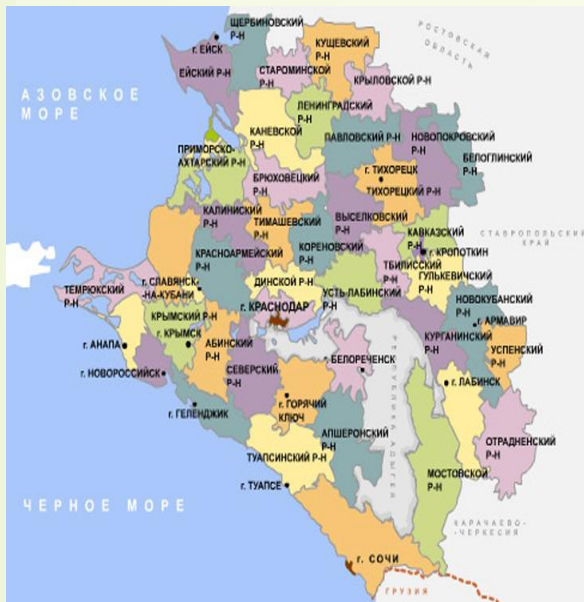 ЩЕРБИНОВСКИЙ
Р-Н
г. ЕЙСК
ЕЙСКИЙ Р-Н
КУЩЕВСКИЙ
Р-Н
РОСТОВСКАЯ
ОБЛАСТЬ
СТАРОМИНСКОЙ
Р-Н
КРЫЛОВСКОЙ Р-Н
АЗОВСКОЕ
МОРЕ
ЛЕНИНГРАДСКИЙ
Р-Н
КАНЕВСКОЙ
Р-Н
ПАВЛОВСКИЙ Р-Н
НОВОПОКРОВСКИЙ
Р-Н
ПРИМОРСКО-
АХТАРСКИЙ Р-Н
БЕЛОГЛИНСКИЙ
Р-Н
БРЮХОВЕЦКИЙ
Р-Н
г. ТИХОРЕЦК
ТИХОРЕЦКИЙ Р-Н
КАЛИНИСКИЙ
Р-Н
ТИМАШЕВСКИЙ
Р-Н
ВЫСЕЛКОВСКИЙ
Р-Н
КАВКАЗСКИЙ
Р-Н
г. КРОПОТКИН
СТАВРОПОЛЬСКИЙ
КРАЙ
КРАСНОАРМЕЙСКИЙ
Р-Н
КОРЕНОВСКИЙ
Р-Н
ТБИЛИССКИЙ
Р-Н
ГУЛЬКЕВИЧСКИЙ
Р-Н
ТЕМРЮКСКИЙ
Р-Н
г. СЛАВЯНСК
-НА-КУБАНИ
ДИНСКОЙ Р-Н
УСТЬ-ЛАБИНСКИЙ
Р-Н
НОВОКУБАНСКИЙ
Р-Н
г. АРМАВИР
г. КРАСНОДАР
КРЫМСКИЙ Р-Н
г. КРЫМСК
АБИНСКИЙ
Р-Н
КУРГАНИНСКИЙ
Р-Н
УСПЕНСКИЙ
Р-Н
г. АНАПА
г. НОВОРОССИЙСК
СЕВЕРСКИЙ
Р-Н
БЕЛОРЕЧЕНСК
РЕСПУБЛИКА АДЫГЕЯ
г. ЛАБИНСК
г. ГЕЛЕНДЖИК
г. ГОРЯЧИЙ
КЛЮЧ
АПШЕРОНСКИЙ
Р-Н
ОТРАДНЕНСКИЙ
Р-Н
ТУАПСИНСКИЙ Р-Н
МОСТОВСКОЙ
Р-Н
г. ТУАПСЕ
ЧЕРНОЕ МОРЕ
КАРАЧАЕВО-
ЧЕРКЕСИЯ
г. СОЧИ
ГРУЗИЯ